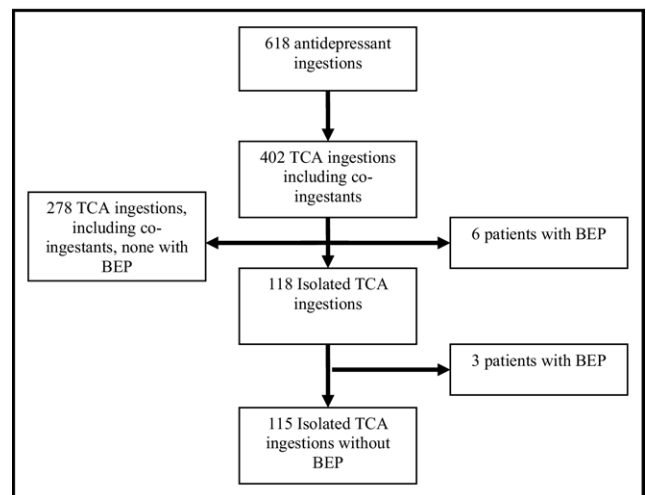 618 antidepressant
ingestions
402 TCA ingestions
including co-
ingestants
278 TCA ingestions,
including co-
ingestants, none with
BEP
6 patients with BEP
118 Isolated TCA
ingestions
3 patients with BEP
115 Isolated TCA
ingestions without
BEP